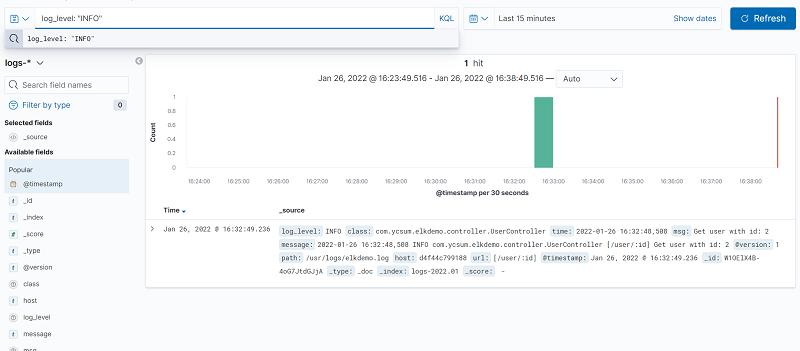 log_level: "INFO"
KQL
Last 15 minutes
Show dates
Refresh
log_level: "INFO"
logs-*
Search field names
Filter by type 0
Selected fields
_source
Available fields
Popular
@timestamp
_id
_index
_score
_type
@version
class
host
log_level
message
msg
1 hit
Jan 26, 2022 @ 16:23:49.516 - Jan 26, 2022 @ 16:38:49.516 —
Auto
Count
1
0.8
0.6
0.4
0.2
0
16:24:00 16:25:00 16:26:00 16:27:00 16:28:00 16:29:00 16:30:00 16:31:00 16:32:00 16:33:00 16:34:00 16:35:00 16:36:00 16:37:00 16:38:00
@timestamp per 30 seconds
Time _source
Jan 26, 2022 @ 16:32:49.236
log_level: INFO class: com.ycsum.elkdemo.controller.UserController time: 2022-01-26 16:32:48,508 msg: Get user with id: 2
message: 2022-01-26 16:32:48,508 INFO com.ycsum.elkdemo.controller.UserController [/user/:id] Get user with id: 2 @version: 1
path: /usr/logs/elkdemo.log host: d4f44c799188 url: [/user/:id] @timestamp: Jan 26, 2022 @ 16:32:49.236 _id: W1OElX4B-
4oG7JtdGJjA _type: _doc _index: logs-2022.01 _score: -